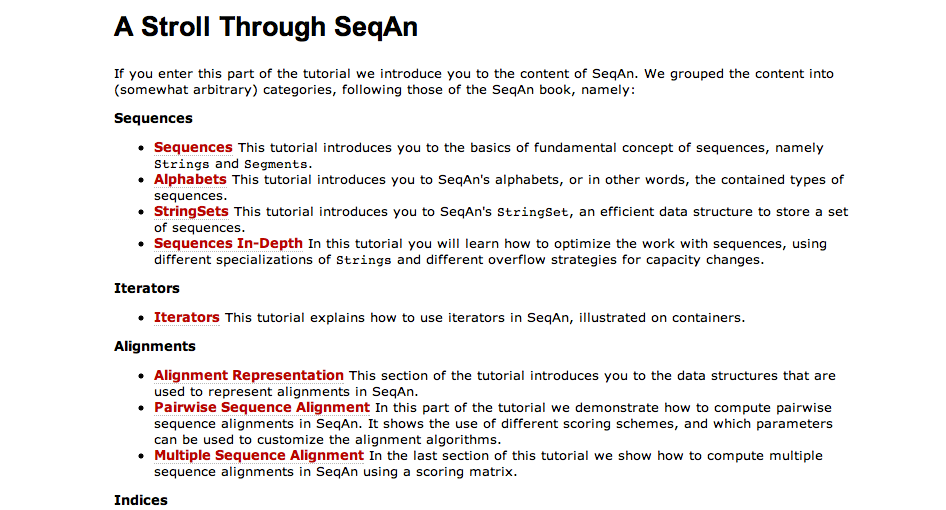 A Stroll Through SeqAn
If you enter this part of the tutorial we introduce you to the content of SeqAn. We grouped the content into
(somewhat arbitrary) categories, following those of the SeqAn book, namely:
Sequences
• Sequences This tutorial introduces you to the basics of fundamental concept of sequences, namely
Strings and Segments.
• Alphabets This tutorial introduces you to SeqAn's alphabets, or in other words, the contained types of
sequences.
• StringSets This tutorial introduces you to SeqAn's StringSet, an efficient data structure to store a set
of sequences.
• Sequences In-Depth In this tutorial you will learn how to optimize the work with sequences, using
different specializations of Strings and different overflow strategies for capacity changes.
Iterators
• Iterators This tutorial explains how to use iterators in SeqAn, illustrated on containers.
Alignments
• Alignment Representation This section of the tutorial introduces you to the data structures that are
used to represent alignments in SeqAn.
• Pairwise Sequence Alignment In this part of the tutorial we demonstrate how to compute pairwise
sequence alignments in SeqAn. It shows the use of different scoring schemes, and which parameters
can be used to customize the alignment algorithms.
• Multiple Sequence Alignment In the last section of this tutorial we show how to compute multiple
sequence alignments in SeqAn using a scoring matrix.
Indices